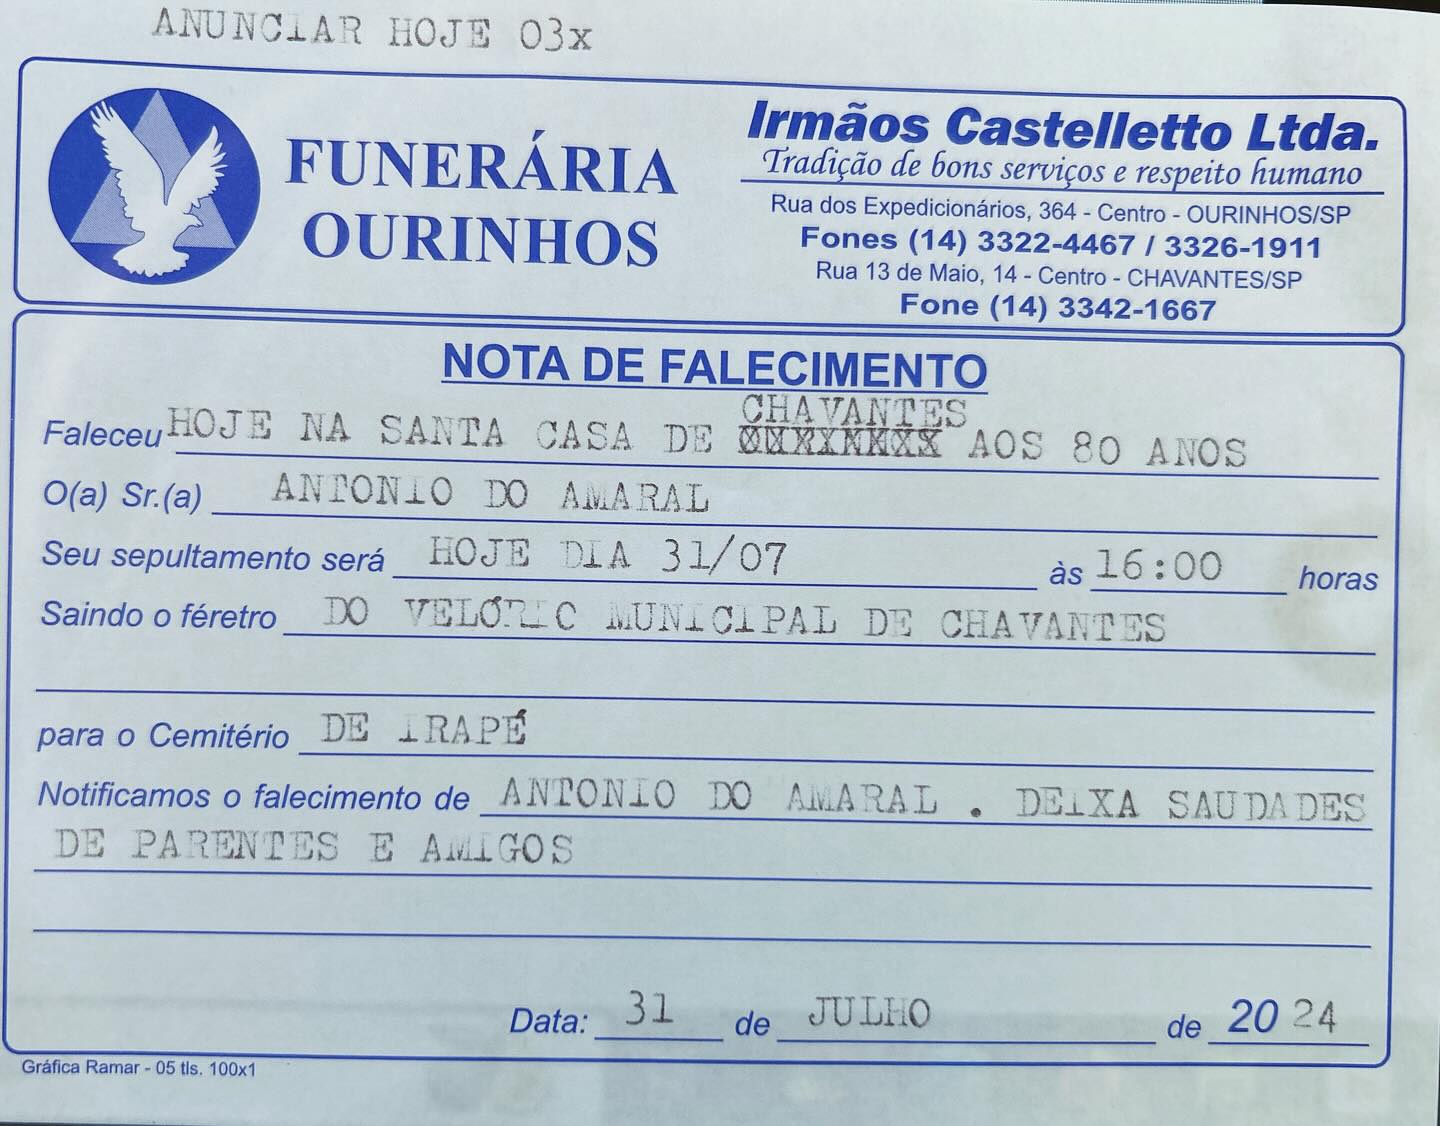 ANUNCIAR HOJE 03x
FUNERÁRIA
OURINHOS
Irmãos Castelletto Ltda.
Tradição de bons serviços e respeito humano
Rua dos Expedicionários, 364 - Centro - OURINHOS/SP
Fones (14) 3322-4467 / 3326-1911
Rua 13 de Maio, 14 - Centro - CHAVANTES/SP
Fone (14) 3342-1667
NOTA DE FALECIMENTO
CHAVANTES
Faleceu HOJE NA SANTA CASA DE AOS 80 ANOS
O(a) Sr.(a) ANTONIO DO AMARAL
Seu sepultamento será HOJE DIA 31/07 às 16:00 horas
Saindo o féretro DO VELÓRIO MUNICIPAL DE CHAVANTES
para o Cemitério DE IRAPÉ
Notificamos o falecimento de ANTONIO DO AMARAL . DEIXA SAUDADES
DE PARENTES E AMIGOS
Data: 31 de JULHO de 2024
Gráfica Ramar - 05 tls. 100x1